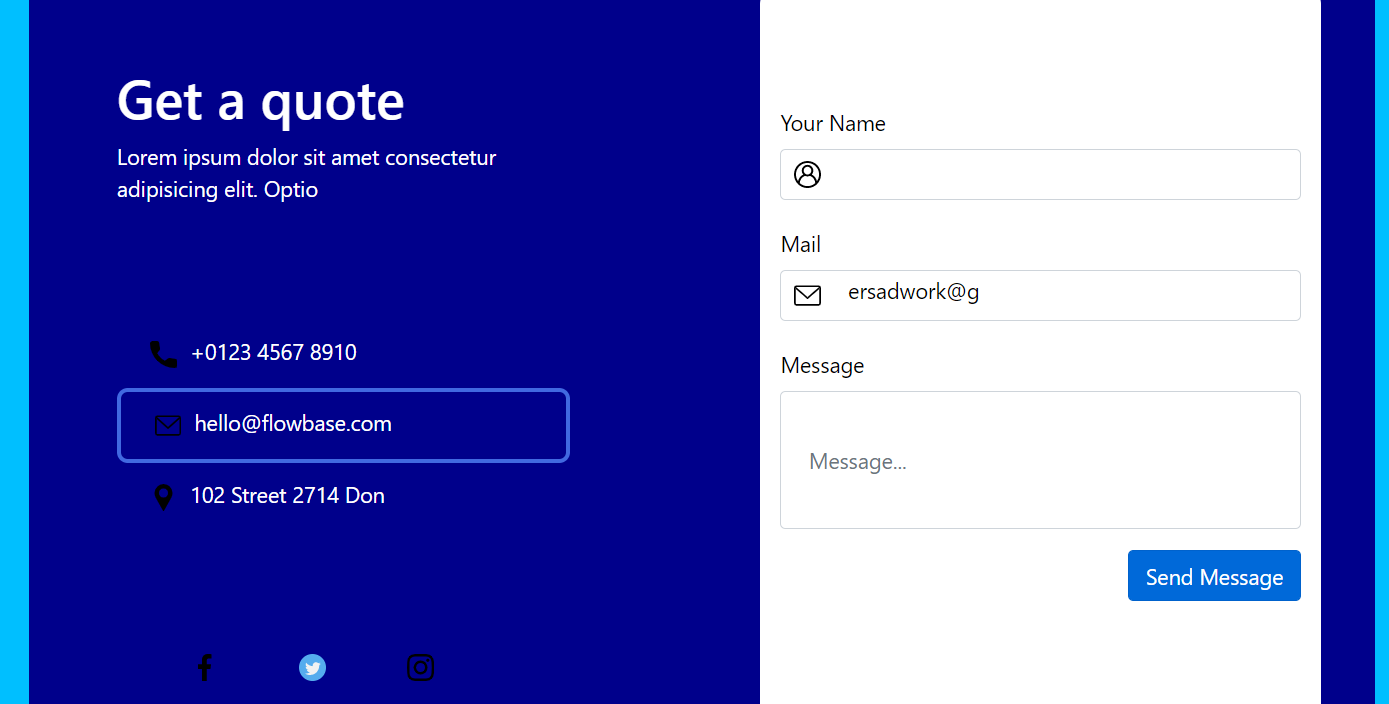 Get a quote
Lorem ipsum dolor sit amet consectetur
adipisicing elit. Optio
+0123 4567 8910
hello@flowbase.com
102 Street 2714 Don
Your Name
Mail
ersadwork@g
Message
Message...
Send Message